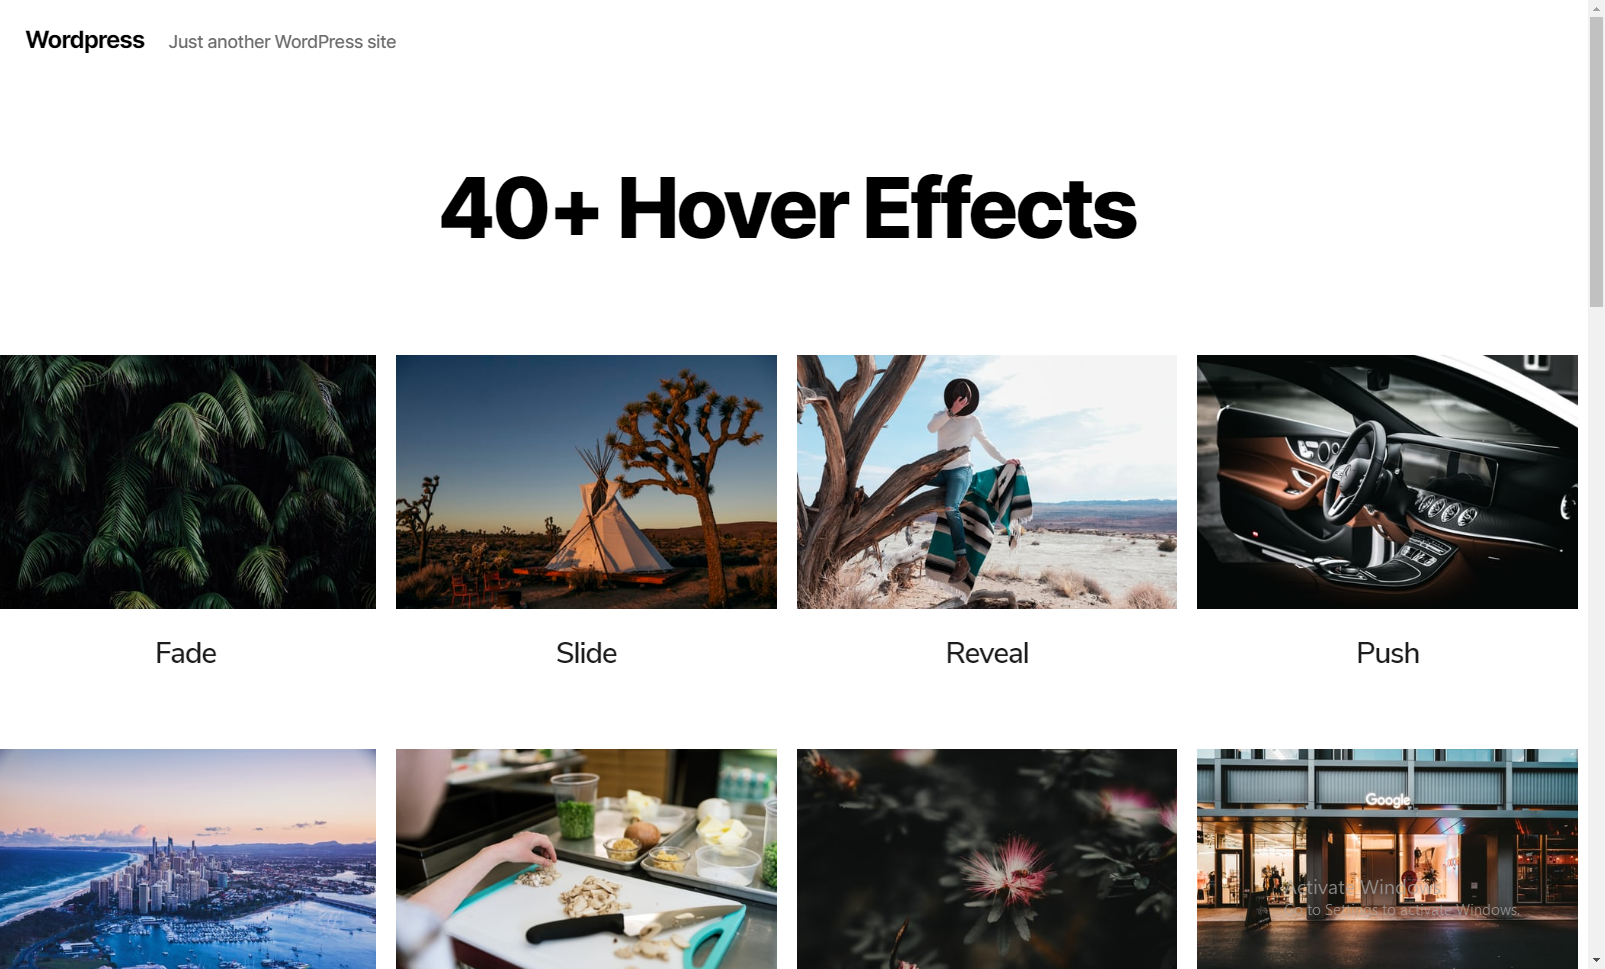 Wordpress Just another WordPress site
40+ Hover Effects
Fade Slide Reveal Push
Google
Activate Windows
Go to Settings to activate Windows.